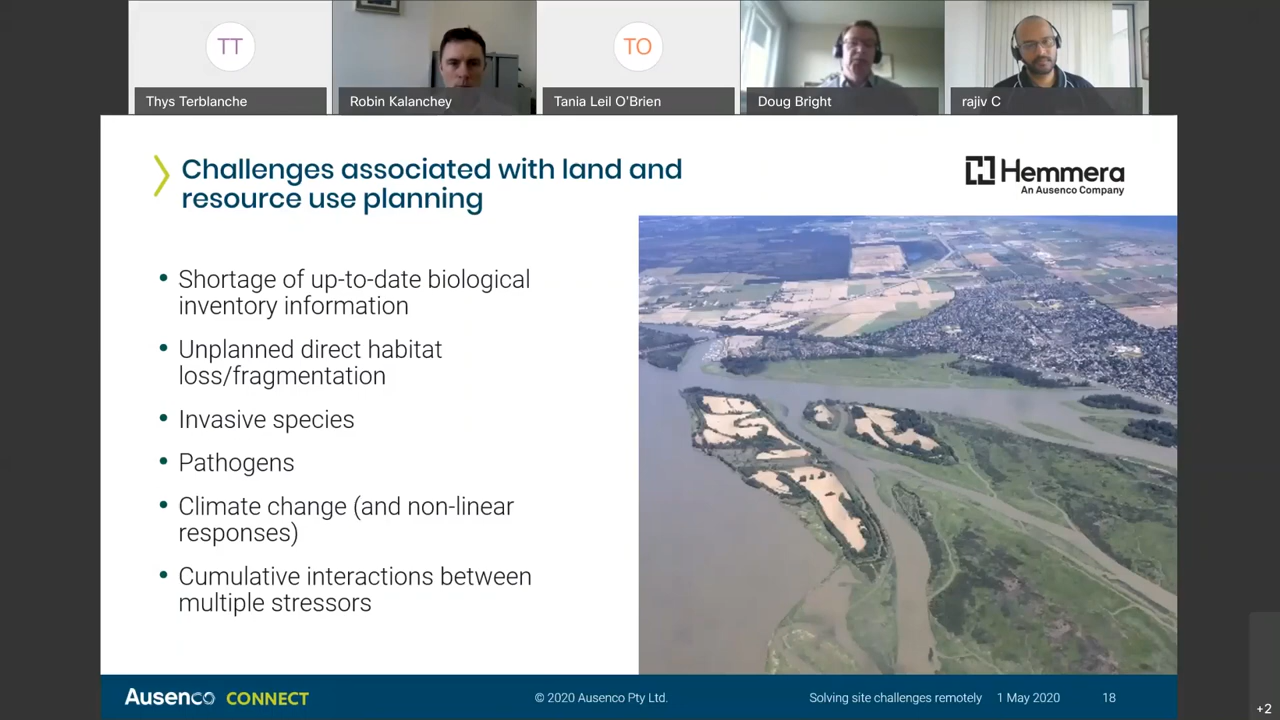 TT
TO
Thys Terblanche
Robin Kalanchey
Tania Leil O'Brien
Doug Bright
rajiv C
Challenges associated with land and
resource use planning
Hemmera
An Ausenco Company
• Shortage of up-to-date biological
inventory information
• Unplanned direct habitat
loss/fragmentation
• Invasive species
• Pathogens
• Climate change (and non-linear
responses)
• Cumulative interactions between
multiple stressors
Ausenco CONNECT
© 2020 Ausenco Pty Ltd.
Solving site challenges remotely
1 May 2020
18
+2